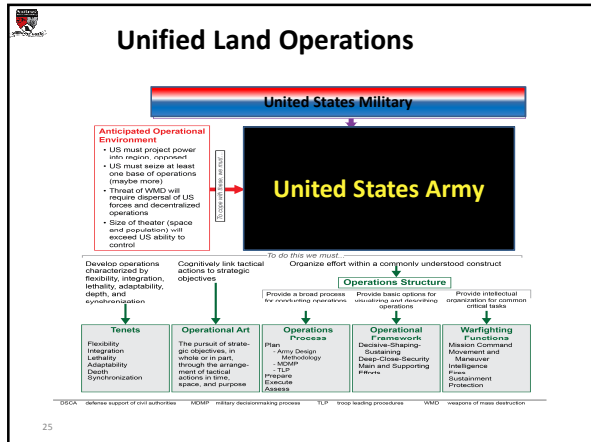 Unified Land Operations
United States Military
Anticipated Operational
Environment
• US must project power
into region, opposed
• US must seize at least
one base of operations
(maybe more)
• Threat of WMD will
require dispersal of US
forces and decentralized
operations
• Size of theater (space
and population) will
exceed US ability to
control
To cope with these, we must...
United States Army
To do this we must...
Develop operations
characterized by
flexibility, integration,
lethality, adaptability,
depth, and
synchronization
Cognitively link tactical
actions to strategic
objectives
Organize effort within a commonly understood construct
Operations Structure
Provide a broad process
for conducting operations
Provide basic options for
visualizing and describing
operations
Provide intellectual
organization for common
critical tasks
Tenets
Flexibility
Integration
Lethality
Adaptability
Depth
Synchronization
Operational Art
The pursuit of strate-
gic objectives, in
whole or in part,
through the arrange-
ment of tactical
actions in time,
space, and purpose
Operations
Process
Plan
- Army Design
Methodology
- MDMP
- TLP
Prepare
Execute
Assess
Operational
Framework
Decisive-Shaping-
Sustaining
Deep-Close-Security
Main and Supporting
Efforts
Warfighting
Functions
Mission Command
Movement and
Maneuver
Intelligence
Fires
Sustainment
Protection
DSCA defense support of civil authorities MDMP military decisionmaking process TLP troop leading procedures WMD weapons of mass destruction
25